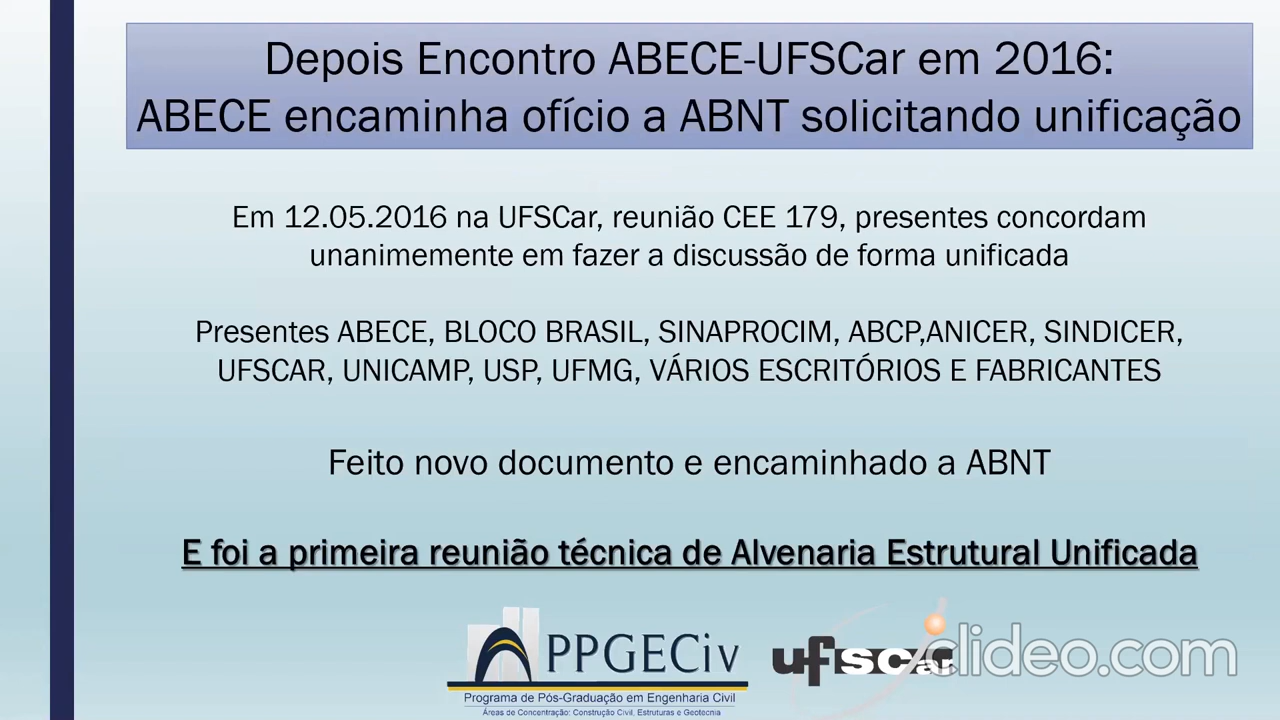 Depois Encontro ABECE-UFSCar em 2016:
ABECE encaminha ofício a ABNT solicitando unificação
Em 12.05.2016 na UFSCar, reunião CEE 179, presentes concordam
unanimemente em fazer a discussão de forma unificada
Presentes ABECE, BLOCO BRASIL, SINAPROCIM, ABCP,ANICER, SINDICER,
UFSCAR, UNICAMP, USP, UFMG, VÁRIOS ESCRITÓRIOS E FABRICANTES
Feito novo documento e encaminhado a ABNT
E foi a primeira reunião técnica de Alvenaria Estrutural Unificada
PPGECiv
Programa de Pós-Graduação em Engenharia Civil
Áreas de Concentração: Construção Civil, Estruturas e Geotecnia
ufscar
clideo.com